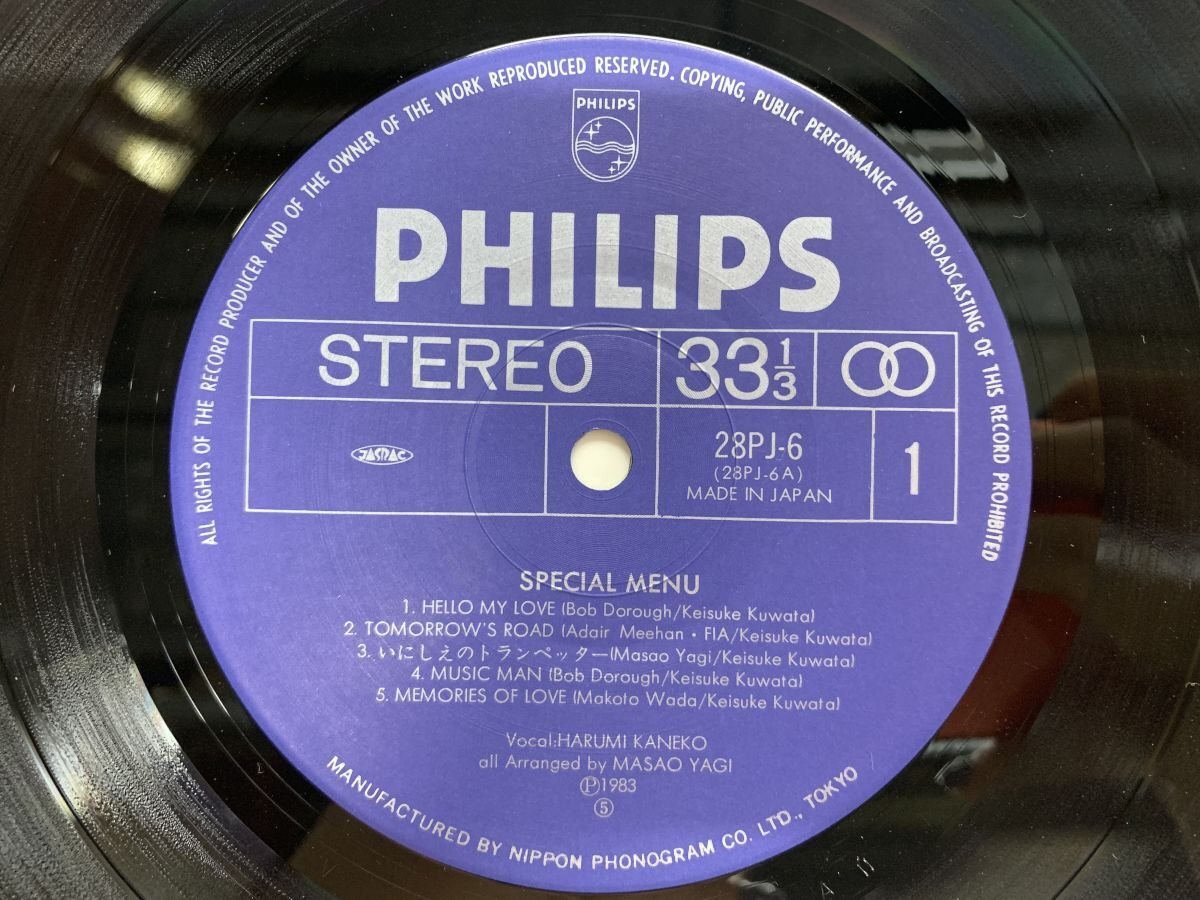 ALL RIGHTS OF THE RECORD PRODUCER AND OF THE OWNER OF THE WORK REPRODUCED RESERVED. COPYING, PUBLIC PERFORMANCE AND BROADCASTING OF THIS RECORD PROHIBITED
PHILIPS
PHILIPS
STEREO
33 1/3
JASRAC
28PJ-6
(28PJ-6A)
MADE IN JAPAN
1
SPECIAL MENU
1. HELLO MY LOVE (Bob Dorough/Keisuke Kuwata)
2. TOMORROW'S ROAD (Adair Meehan・FIA/Keisuke Kuwata)
3. いにしえのトランペッター(Masao Yagi/Keisuke Kuwata)
4. MUSIC MAN (Bob Dorough/Keisuke Kuwata)
5. MEMORIES OF LOVE (Makoto Wada/Keisuke Kuwata)
Vocal:HARUMI KANEKO
all Arranged by MASAO YAGI
℗1983
⑤
MANUFACTURED BY NIPPON PHONOGRAM CO. LTD., TOKYO